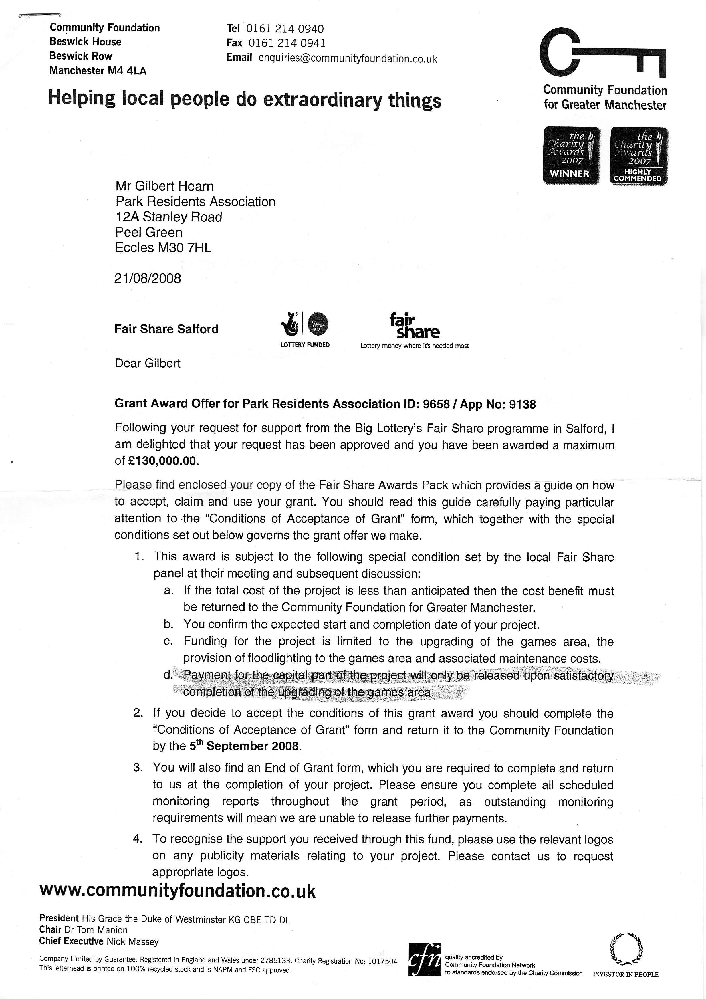 Community Foundation
Beswick House
Beswick Row
Manchester M4 4LA
Tel 0161 214 0940
Fax 0161 214 0941
Email enquiries@communityfoundation.co.uk
Helping local people do extraordinary things
CF
Community Foundation
for Greater Manchester
the
Charity
Awards
2007
WINNER
the
Charity
Awards
2007
HIGHLY
COMMENDED
Mr Gilbert Hearn
Park Residents Association
12A Stanley Road
Peel Green
Eccles M30 7HL
21/08/2008
Fair Share Salford
BIG
LOTTERY
FUND
LOTTERY FUNDED
fair
share
Lottery money where it's needed most
Dear Gilbert
Grant Award Offer for Park Residents Association ID: 9658 / App No: 9138
Following your request for support from the Big Lottery's Fair Share programme in Salford, I
am delighted that your request has been approved and you have been awarded a maximum
of £130,000.00.
Please find enclosed your copy of the Fair Share Awards Pack which provides a guide on how
to accept, claim and use your grant. You should read this guide carefully paying particular
attention to the “Conditions of Acceptance of Grant” form, which together with the special
conditions set out below governs the grant offer we make.
1. This award is subject to the following special condition set by the local Fair Share
panel at their meeting and subsequent discussion:
a. If the total cost of the project is less than anticipated then the cost benefit must
be returned to the Community Foundation for Greater Manchester.
b. You confirm the expected start and completion date of your project.
c. Funding for the project is limited to the upgrading of the games area, the
provision of floodlighting to the games area and associated maintenance costs.
d. Payment for the capital part of the project will only be released upon satisfactory
completion of the upgrading of the games area.
2. If you decide to accept the conditions of this grant award you should complete the
“Conditions of Acceptance of Grant” form and return it to the Community Foundation
by the 5th September 2008.
3. You will also find an End of Grant form, which you are required to complete and return
to us at the completion of your project. Please ensure you complete all scheduled
monitoring reports throughout the grant period, as outstanding monitoring
requirements will mean we are unable to release further payments.
4. To recognise the support you received through this fund, please use the relevant logos
on any publicity materials relating to your project. Please contact us to request
appropriate logos.
www.communityfoundation.co.uk
President His Grace the Duke of Westminster KG OBE TD DL
Chair Dr Tom Manion
Chief Executive Nick Massey
Company Limited by Guarantee. Registered in England and Wales under 2785133. Charity Registration No: 1017504
This letterhead is printed on 100% recycled stock and is NAPM and FSC approved.
cfn
quality accredited by
Community Foundation Network
to standards endorsed by the Charity Commission
INVESTOR IN PEOPLE